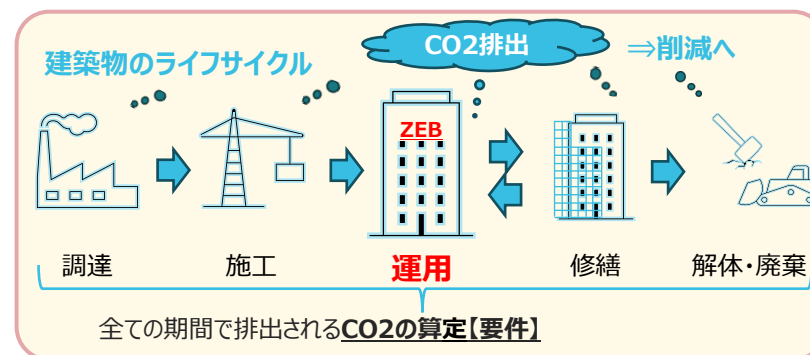 CO2排出
⇒削減へ
建築物のライフサイクル
ZEB
調達
施工
運用
修繕
解体・廃棄
全ての期間で排出されるCO2の算定【要件】